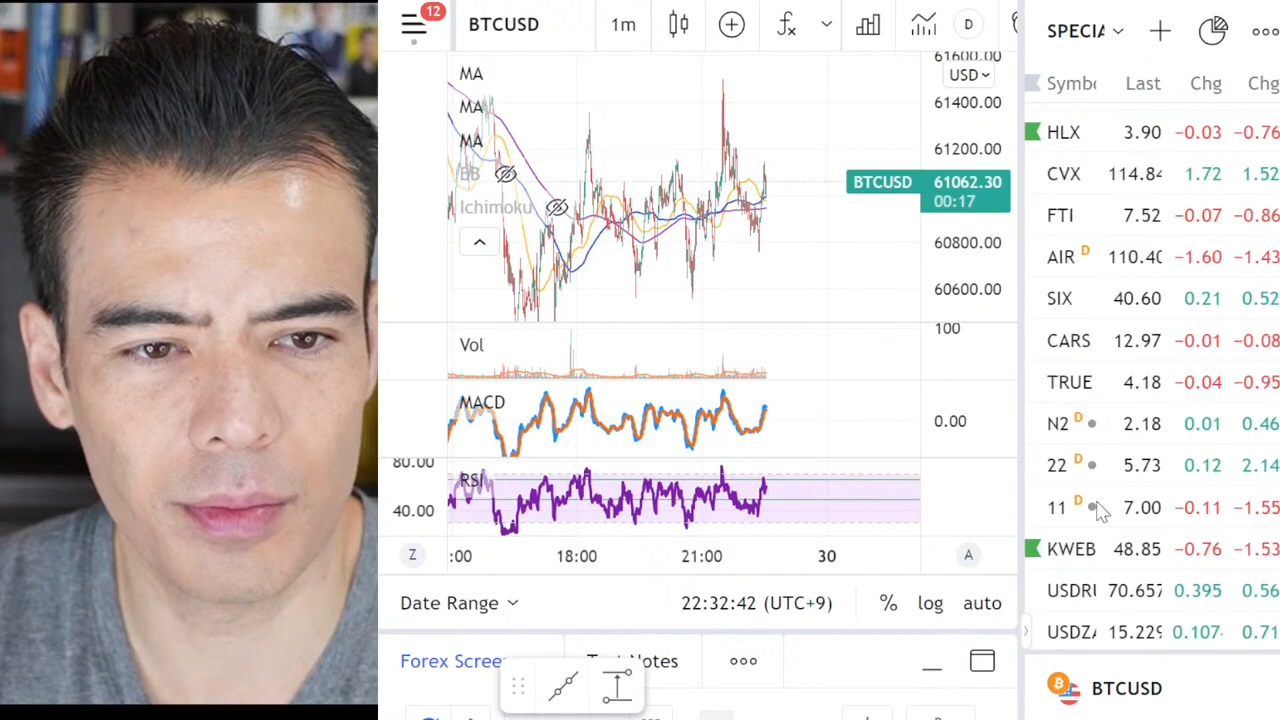 12
BTCUSD
1m
D
MA
MA
MA
BB
Ichimoku
61600.00
USD
61400.00
61200.00
BTCUSD 61062.30
00:17
60800.00
60600.00
Vol
100
MACD
0.00
80.00
RSI
40.00
Z :00 18:00 21:00 30 A
Date Range 22:32:42 (UTC+9) % log auto
Forex Scree Notes
SPECIA
Symb Last Chg Chg
HLX 3.90 −0.03 −0.76
CVX 114.84 1.72 1.52
FTI 7.52 −0.07 −0.86
AIR D 110.40 −1.60 −1.43
SIX 40.60 0.21 0.52
CARS 12.97 −0.01 −0.08
TRUE 4.18 −0.04 −0.95
N2 D 2.18 0.01 0.46
22 D 5.73 0.12 2.14
11 D 7.00 −0.11 −1.55
KWEB 48.85 −0.76 −1.53
USDRU 70.657 0.395 0.56
USDZA 15.229 0.107 0.71
BTCUSD